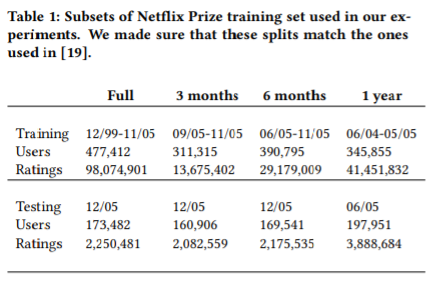 Table 1: Subsets of Netflix Prize training set used in our ex-
periments. We made sure that these splits match the ones
used in [19].
Full 3 months 6 months 1 year
Training 12/99-11/05 09/05-11/05 06/05-11/05 06/04-05/05
Users 477,412 311,315 390,795 345,855
Ratings 98,074,901 13,675,402 29,179,009 41,451,832
Testing 12/05 12/05 12/05 06/05
Users 173,482 160,906 169,541 197,951
Ratings 2,250,481 2,082,559 2,175,535 3,888,684